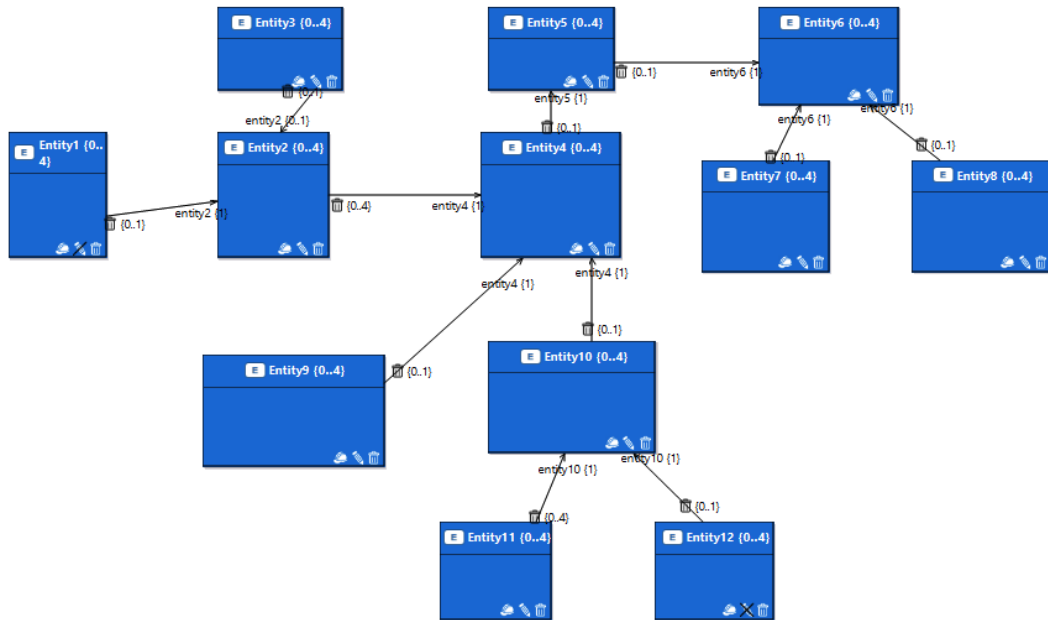 E Entity3 {0..4}
E Entity5 {0..4}
E Entity6 {0..4}
{0..1}
entity6 {1}
{0..1}
entity5 {1}
entity6 {1}
entity6 {1}
entity2 {0..1}
{0..1}
{0..1}
{0..1}
E Entity1 {0..
4}
E Entity2 {0..4}
E Entity4 {0..4}
E Entity7 {0..4}
E Entity8 {0..4}
{0..1}
entity2 {1}
{0..4}
entity4 {1}
entity4 {1}
entity4 {1}
{0..1}
E Entity9 {0..4}
{0..1}
E Entity10 {0..4}
entity10 {1}
entity10 {1}
{0..4}
{0..1}
E Entity11 {0..4}
E Entity12 {0..4}